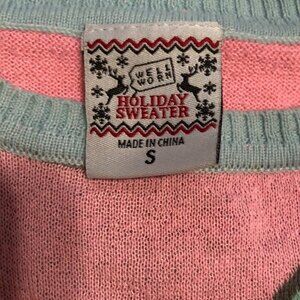 WELL
WORN
HOLIDAY
SWEATER
MADE IN CHINA
S